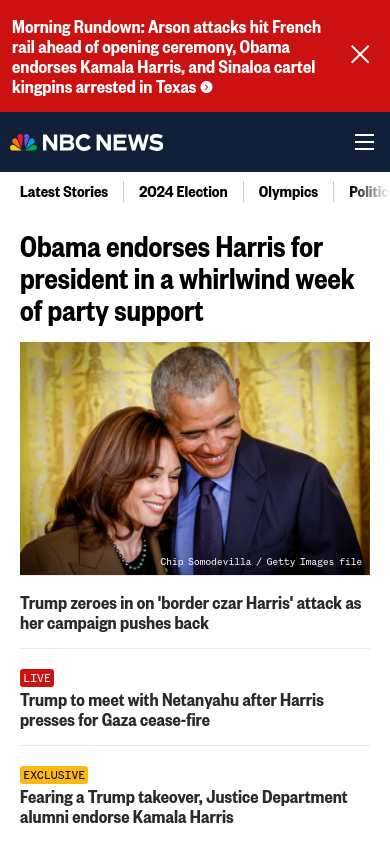 Morning Rundown: Arson attacks hit French
rail ahead of opening ceremony, Obama
endorses Kamala Harris, and Sinaloa cartel
kingpins arrested in Texas
NBC NEWS
Latest Stories 2024 Election Olympics Politic
Obama endorses Harris for
president in a whirlwind week
of party support
Chip Somodevilla / Getty Images file
Trump zeroes in on 'border czar Harris' attack as
her campaign pushes back
LIVE
Trump to meet with Netanyahu after Harris
presses for Gaza cease-fire
EXCLUSIVE
Fearing a Trump takeover, Justice Department
alumni endorse Kamala Harris